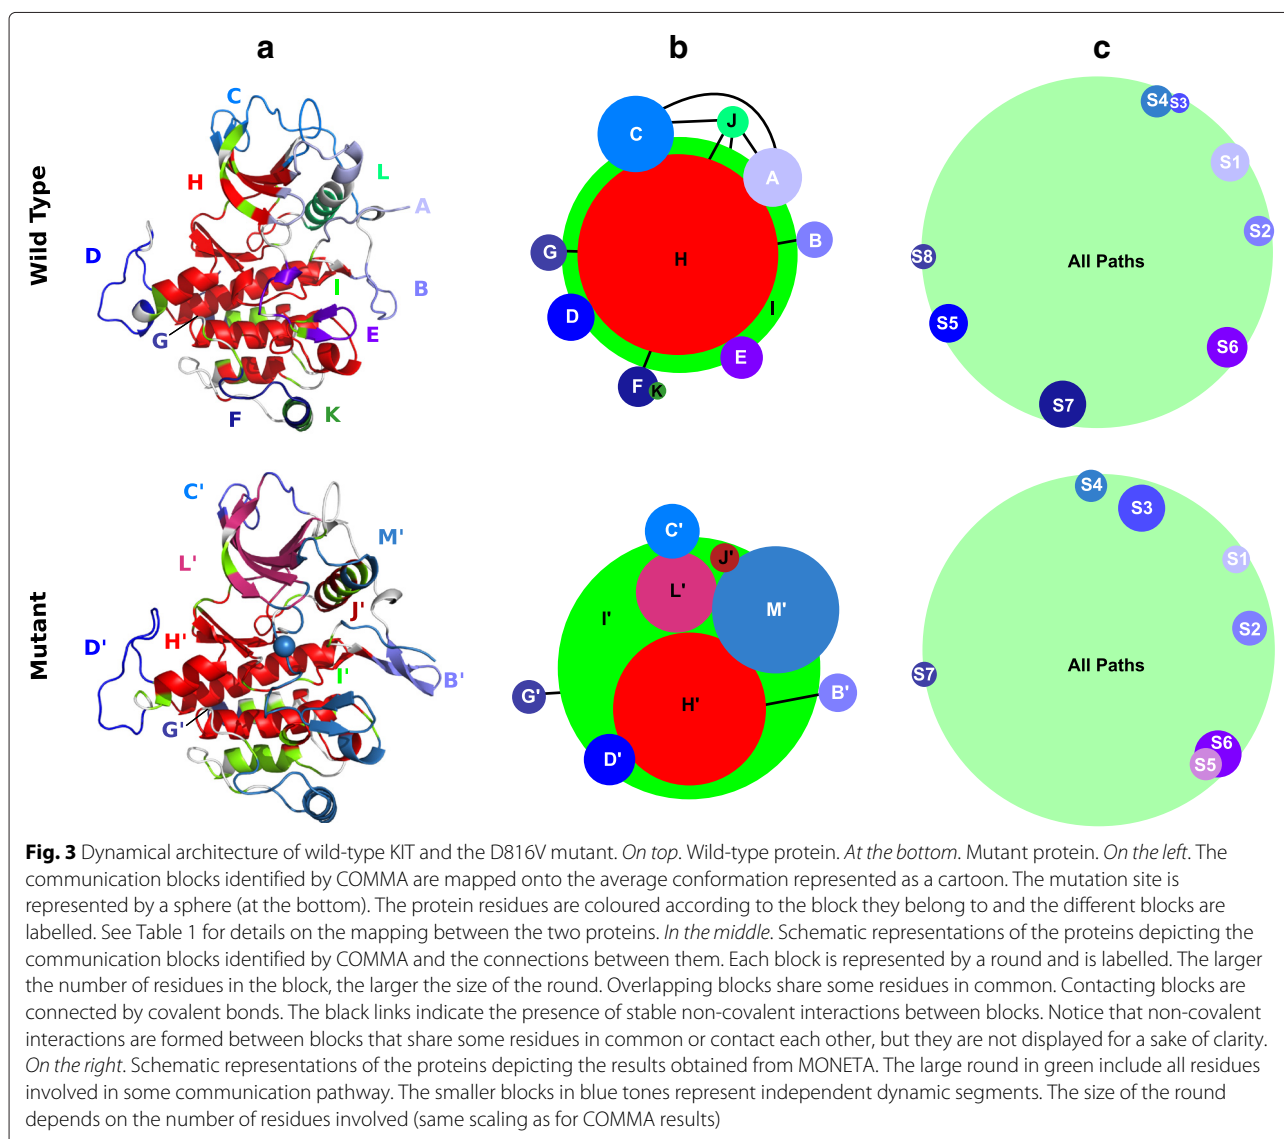 a
b
c
Wild Type
C
H
L
A
D
I
B
G
E
F
K
C
J
A
B
G
H
D
I
E
F
K
S4
S3
S1
S2
S8
All Paths
S5
S6
S7
Mutant
C'
M'
L'
J'
D'
H'
I'
B'
G'
C'
J'
L'
M'
I'
G'
H'
B'
D'
S4
S3
S1
S2
S7
All Paths
S6
S5
Fig. 3 Dynamical architecture of wild-type KIT and the D816V mutant. On top. Wild-type protein. At the bottom. Mutant protein. On the left. The
communication blocks identified by COMMA are mapped onto the average conformation represented as a cartoon. The mutation site is
represented by a sphere (at the bottom). The protein residues are coloured according to the block they belong to and the different blocks are
labelled. See Table 1 for details on the mapping between the two proteins. In the middle. Schematic representations of the proteins depicting the
communication blocks identified by COMMA and the connections between them. Each block is represented by a round and is labelled. The larger
the number of residues in the block, the larger the size of the round. Overlapping blocks share some residues in common. Contacting blocks are
connected by covalent bonds. The black links indicate the presence of stable non-covalent interactions between blocks. Notice that non-covalent
interactions are formed between blocks that share some residues in common or contact each other, but they are not displayed for a sake of clarity.
On the right. Schematic representations of the proteins depicting the results obtained from MONETA. The large round in green include all residues
involved in some communication pathway. The smaller blocks in blue tones represent independent dynamic segments. The size of the round
depends on the number of residues involved (same scaling as for COMMA results)